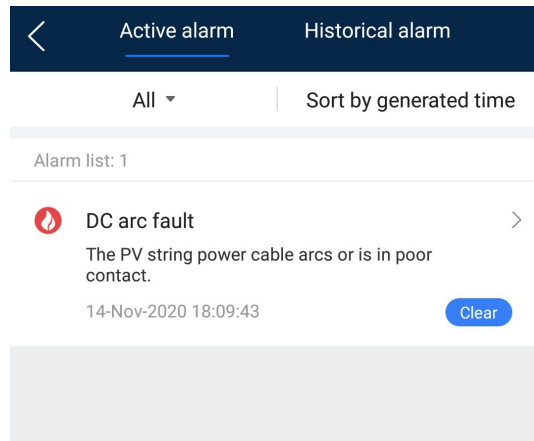 Active alarm Historical alarm
All Sort by generated time
Alarm list: 1
DC arc fault
The PV string power cable arcs or is in poor
contact.
14-Nov-2020 18:09:43 Clear